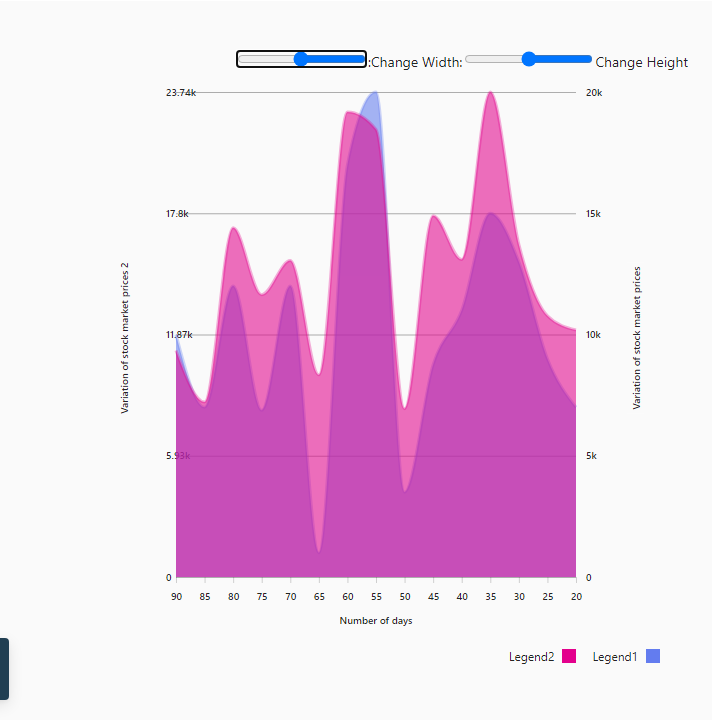 :Change Width: Change Height
23.74k
17.8k
11.87k
5.93k
0
Variation of stock market prices 2
20k
15k
10k
5k
0
Variation of stock market prices
90 85 80 75 70 65 60 55 50 45 40 35 30 25 20
Number of days
Legend2 Legend1